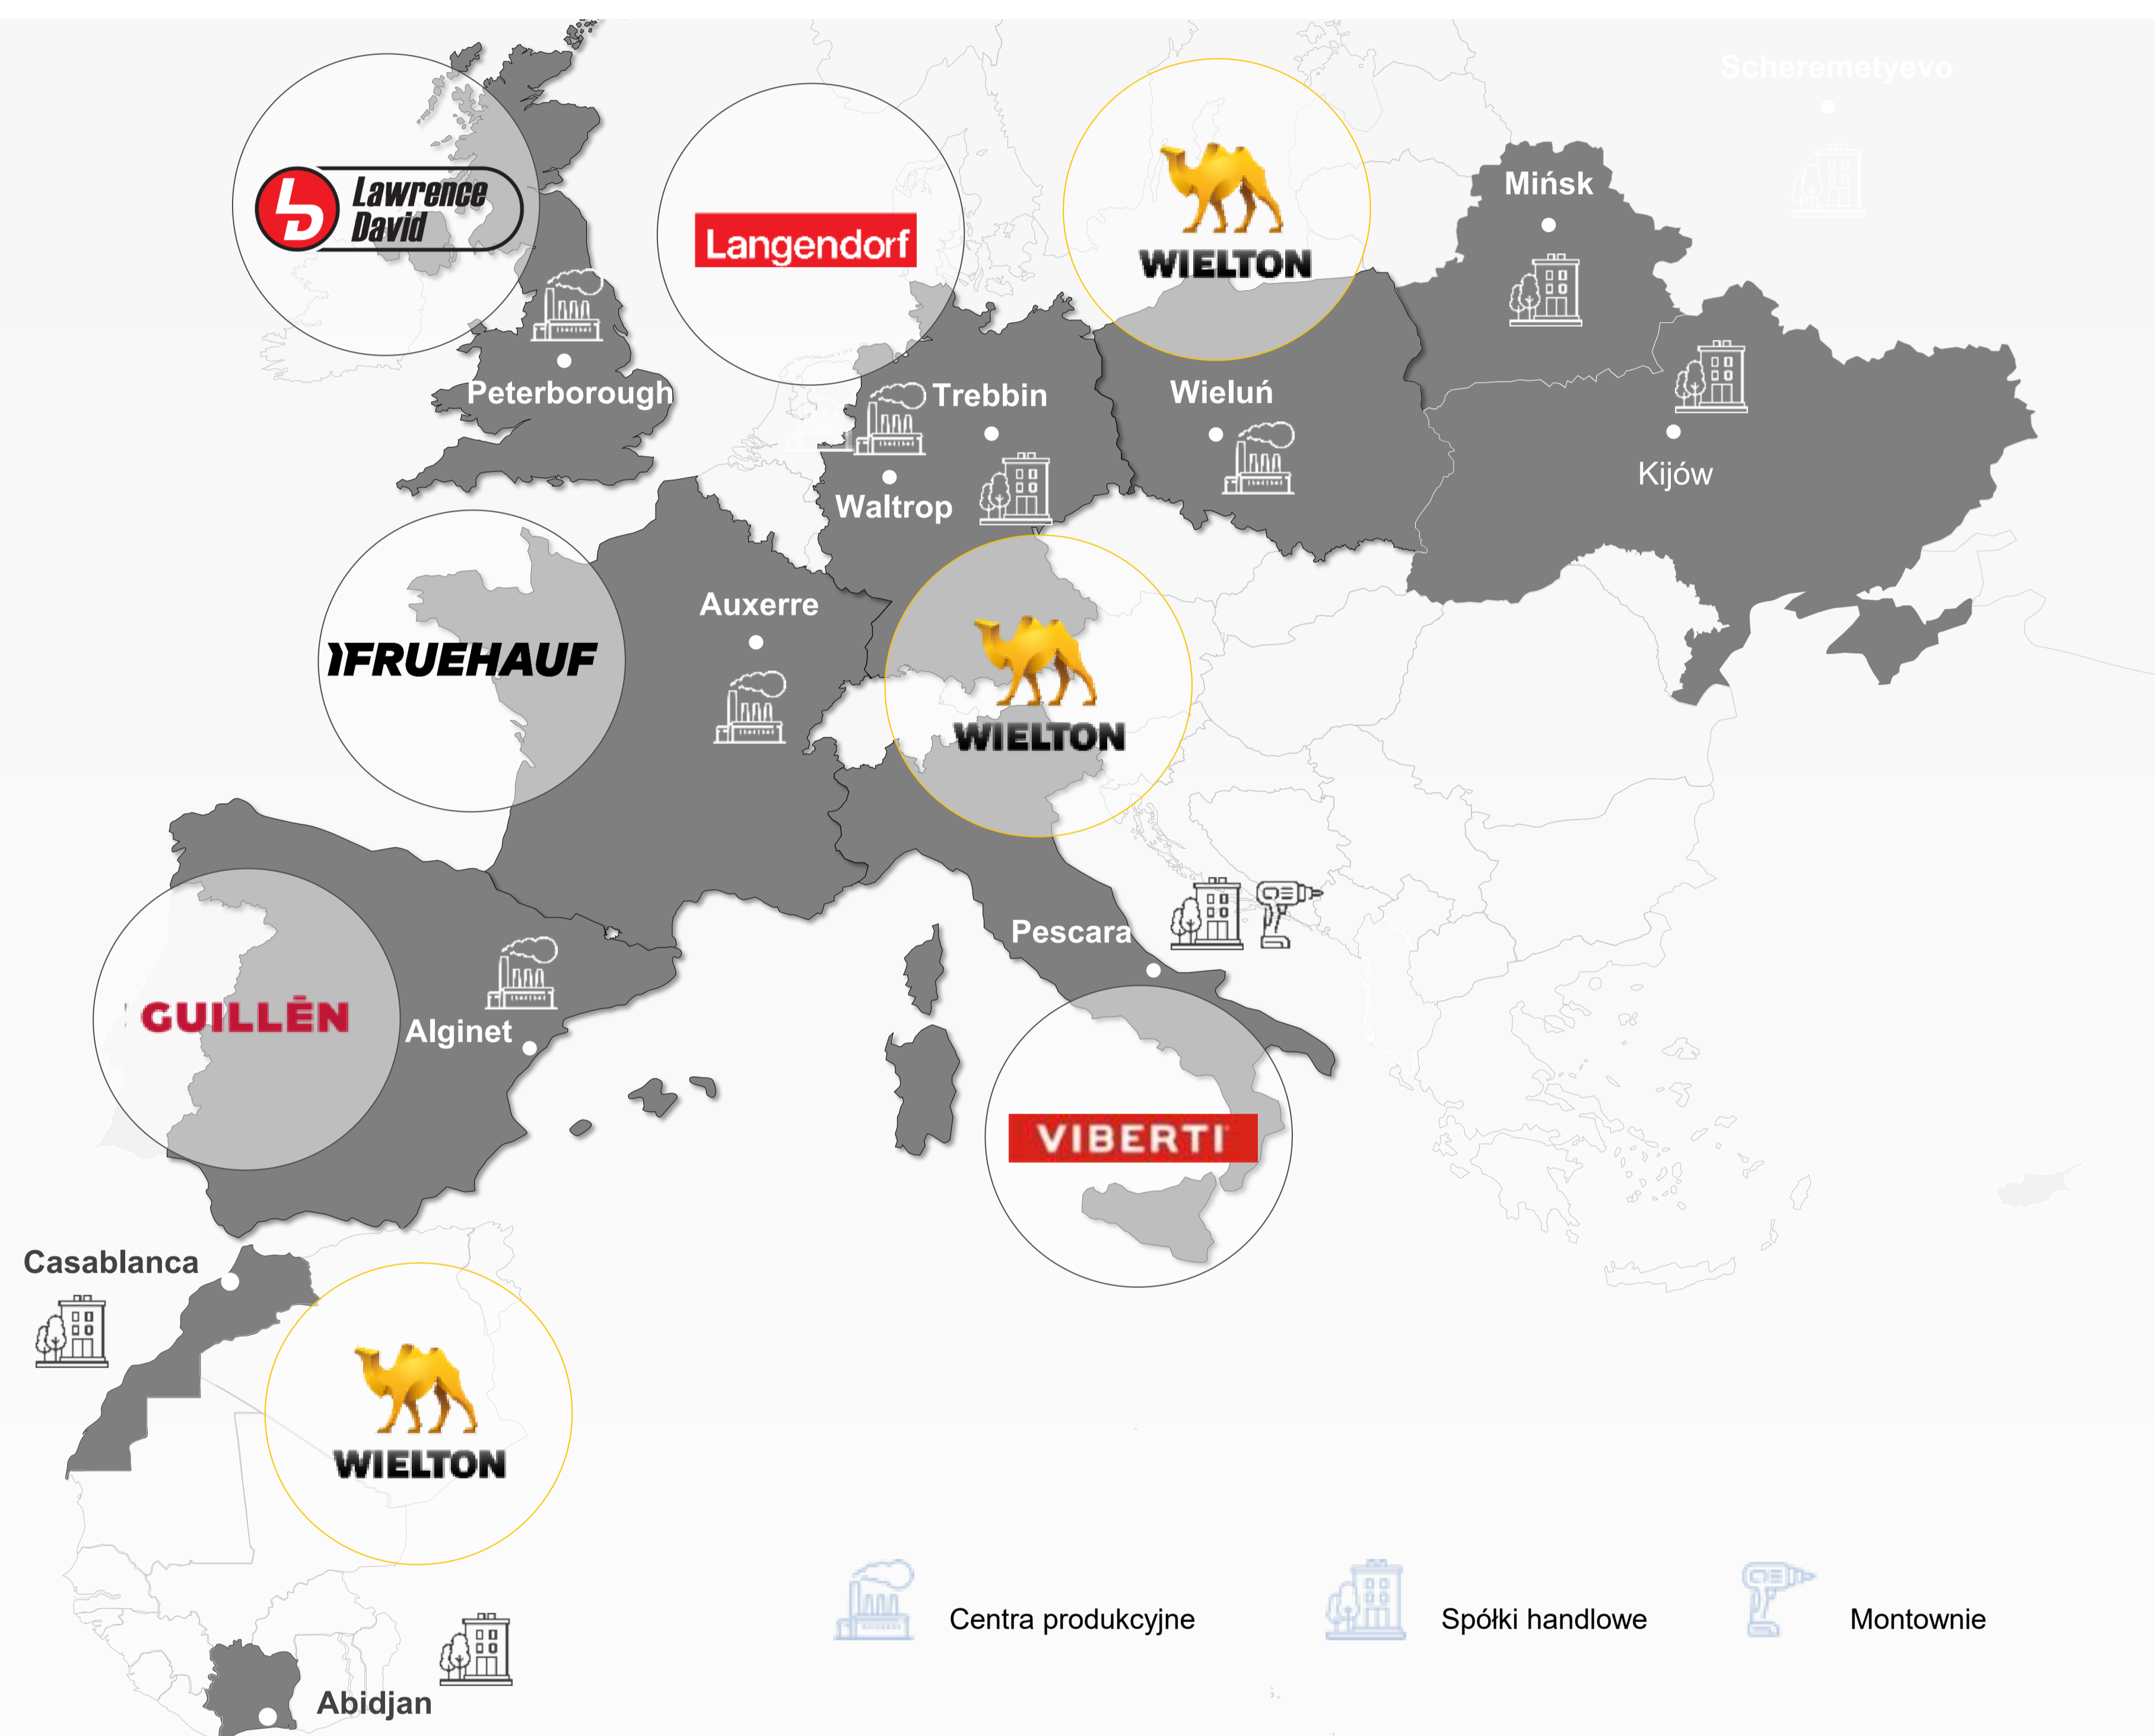 Scheremetyevo
Lawrence
David
Langendorf
WIELTON
Mińsk
Peterborough
Trebbin
Wieluń
Kijów
Waltrop
Auxerre
FRUEHAUF
WIELTON
Pescara
GUILLÉN
Alginet
VIBERTI
Casablanca
WIELTON
Centra produkcyjne
Spółki handlowe
Montownie
Abidjan